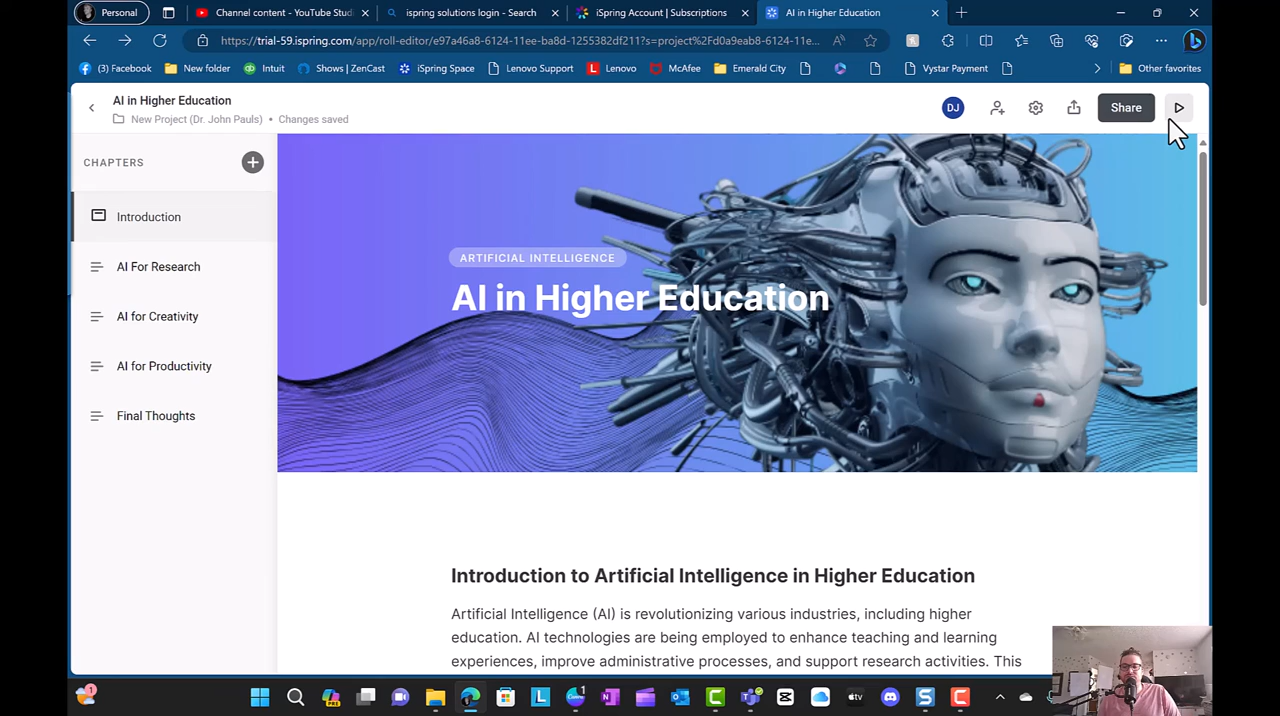 Personal
Channel content - YouTube Stud
ispring solutions login - Search
iSpring Account | Subscriptions
AI in Higher Education
https://trial-59.ispring.com/app/roll-editor/e97a46a8-6124-11ee-ba8d-1255382df211?s=project%2Fd0a9eab8-6124-11e...
(3) Facebook
New folder
Intuit
Shows | ZenCast
iSpring Space
Lenovo Support
Lenovo
McAfee
Emerald City
Vystar Payment
Other favorites
AI in Higher Education
New Project (Dr. John Pauls) • Changes saved
DJ
Share
CHAPTERS
Introduction
AI For Research
AI for Creativity
AI for Productivity
Final Thoughts
ARTIFICIAL INTELLIGENCE
AI in Higher Education
Introduction to Artificial Intelligence in Higher Education
Artificial Intelligence (AI) is revolutionizing various industries, including higher
education. AI technologies are being employed to enhance teaching and learning
experiences, improve administrative processes, and support research activities. This